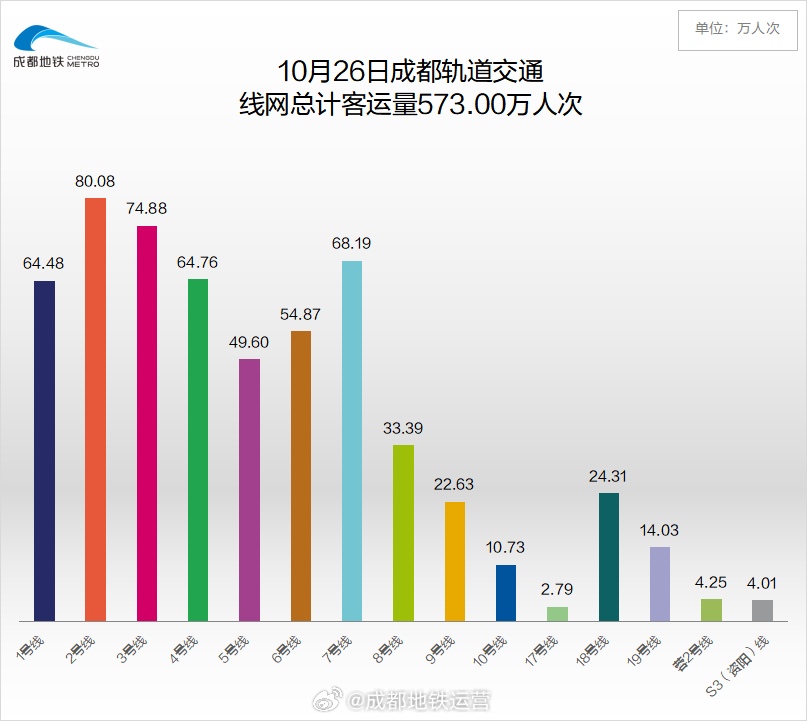 成都地铁 CHENGDU METRO
单位：万人次
10月26日成都轨道交通
线网总计客运量573.00万人次
64.48
80.08
74.88
64.76
49.60
54.87
68.19
33.39
22.63
10.73
2.79
24.31
14.03
4.25
4.01
1号线
2号线
3号线
4号线
5号线
6号线
7号线
8号线
9号线
10号线
17号线
18号线
19号线
蓉2号线
S3（资阳）线
@成都地铁运营